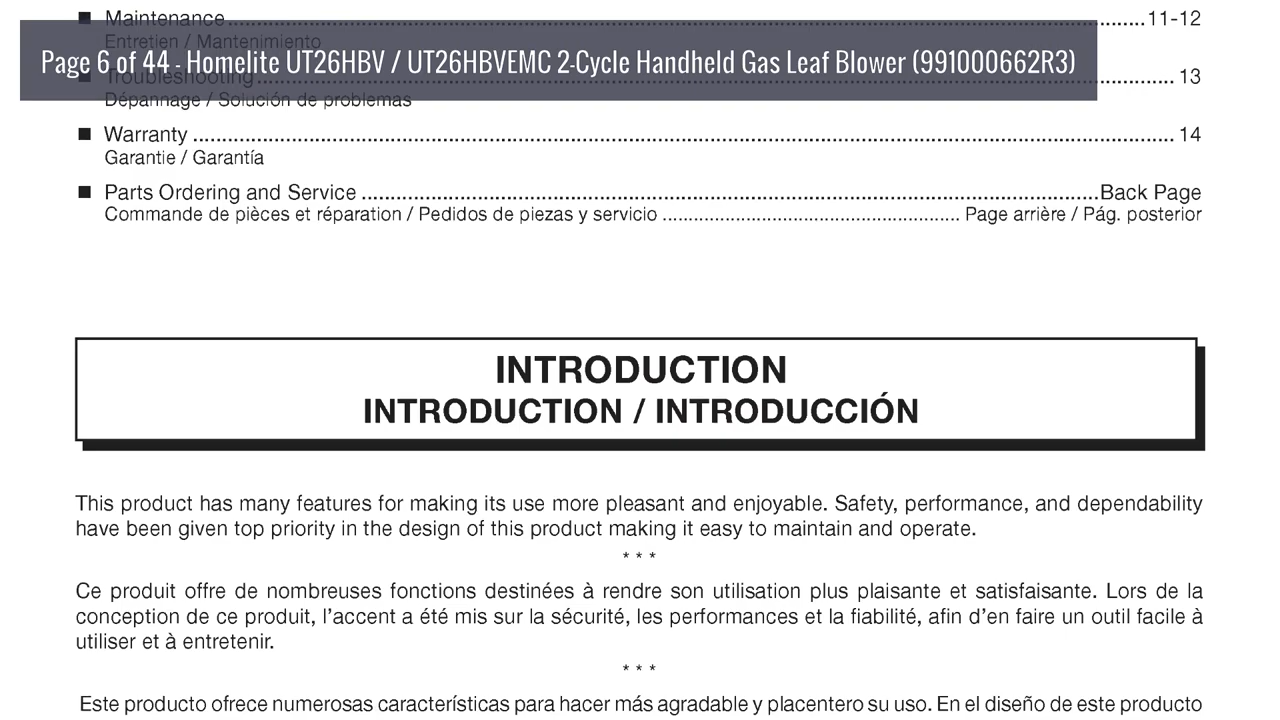 ■ Maintenance ... 11-12
Entretien / Mantenimiento
Page 6 of 44 - Homelite UT26HBV / UT26HBVEMC 2-Cycle Handheld Gas Leaf Blower (991000662R3)
■ Troubleshooting ... 13
Dépannage / Solución de problemas
■ Warranty ... 14
Garantie / Garantía
■ Parts Ordering and Service ... Back Page
Commande de pièces et réparation / Pedidos de piezas y servicio ... Page arrière / Pág. posterior
INTRODUCTION
INTRODUCTION / INTRODUCCIÓN
This product has many features for making its use more pleasant and enjoyable. Safety, performance, and dependability
have been given top priority in the design of this product making it easy to maintain and operate.
* * *
Ce produit offre de nombreuses fonctions destinées à rendre son utilisation plus plaisante et satisfaisante. Lors de la
conception de ce produit, l’accent a été mis sur la sécurité, les performances et la fiabilité, afin d’en faire un outil facile à
utiliser et à entretenir.
* * *
Este producto ofrece numerosas características para hacer más agradable y placentero su uso. En el diseño de este producto